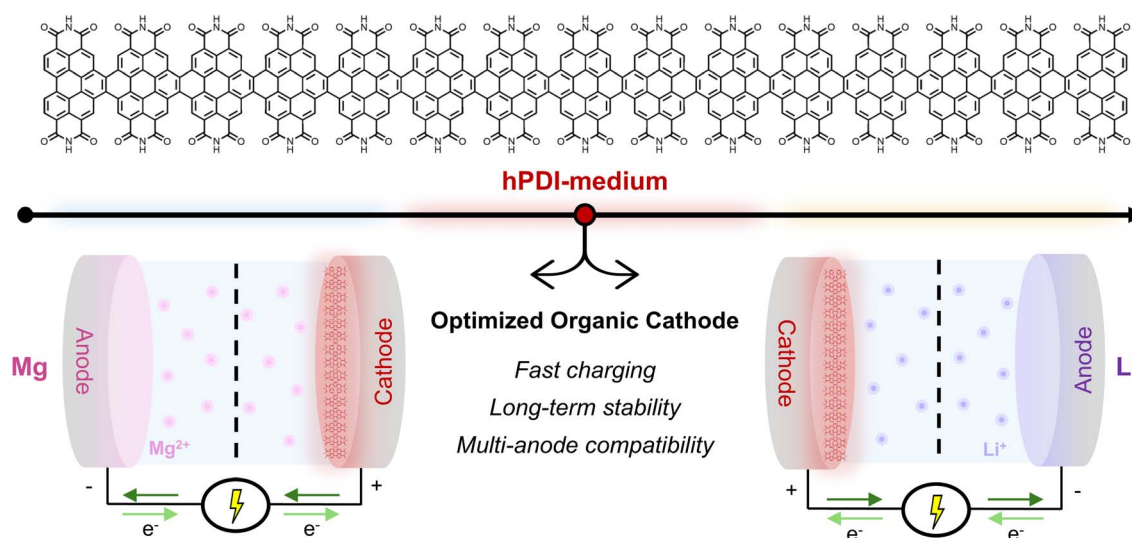 H H H H H H H H H H H H H H H
O N O O N O O N O O N O O N O O N O O N O O N O O N O O N O O N O O N O O N O O N O O N O
O N O O N O O N O O N O O N O O N O O N O O N O O N O O N O O N O O N O O N O O N O O N O
H H H H H H H H H H H H H H H
hPDI-medium
Mg
Anode
Mg²⁺
Cathode
-
+
e⁻
e⁻
Optimized Organic Cathode
Fast charging
Long-term stability
Multi-anode compatibility
Cathode
Li⁺
Anode
L
+
-
e⁻
e⁻